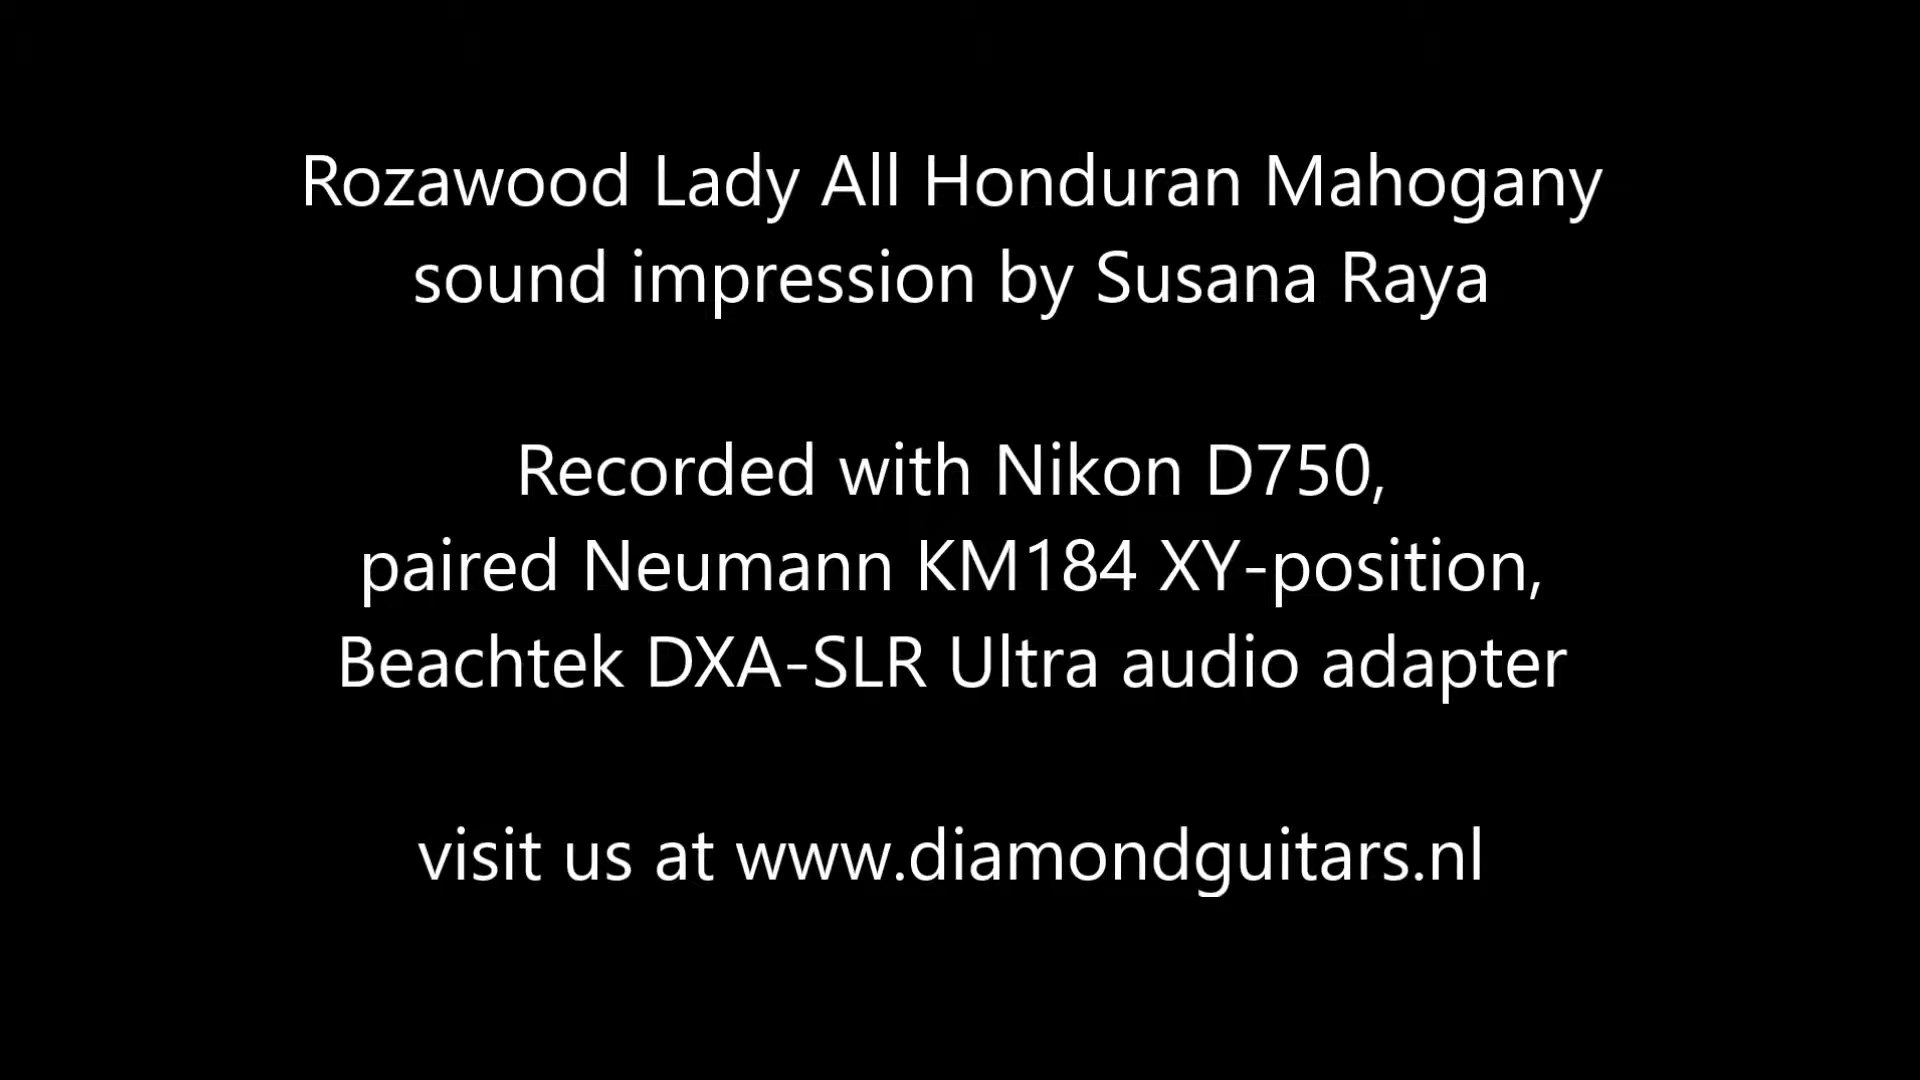 Rozawood Lady All Honduran Mahogany
sound impression by Susana Raya
Recorded with Nikon D750,
paired Neumann KM184 XY-position,
Beachtek DXA-SLR Ultra audio adapter
visit us at www.diamondguitars.nl